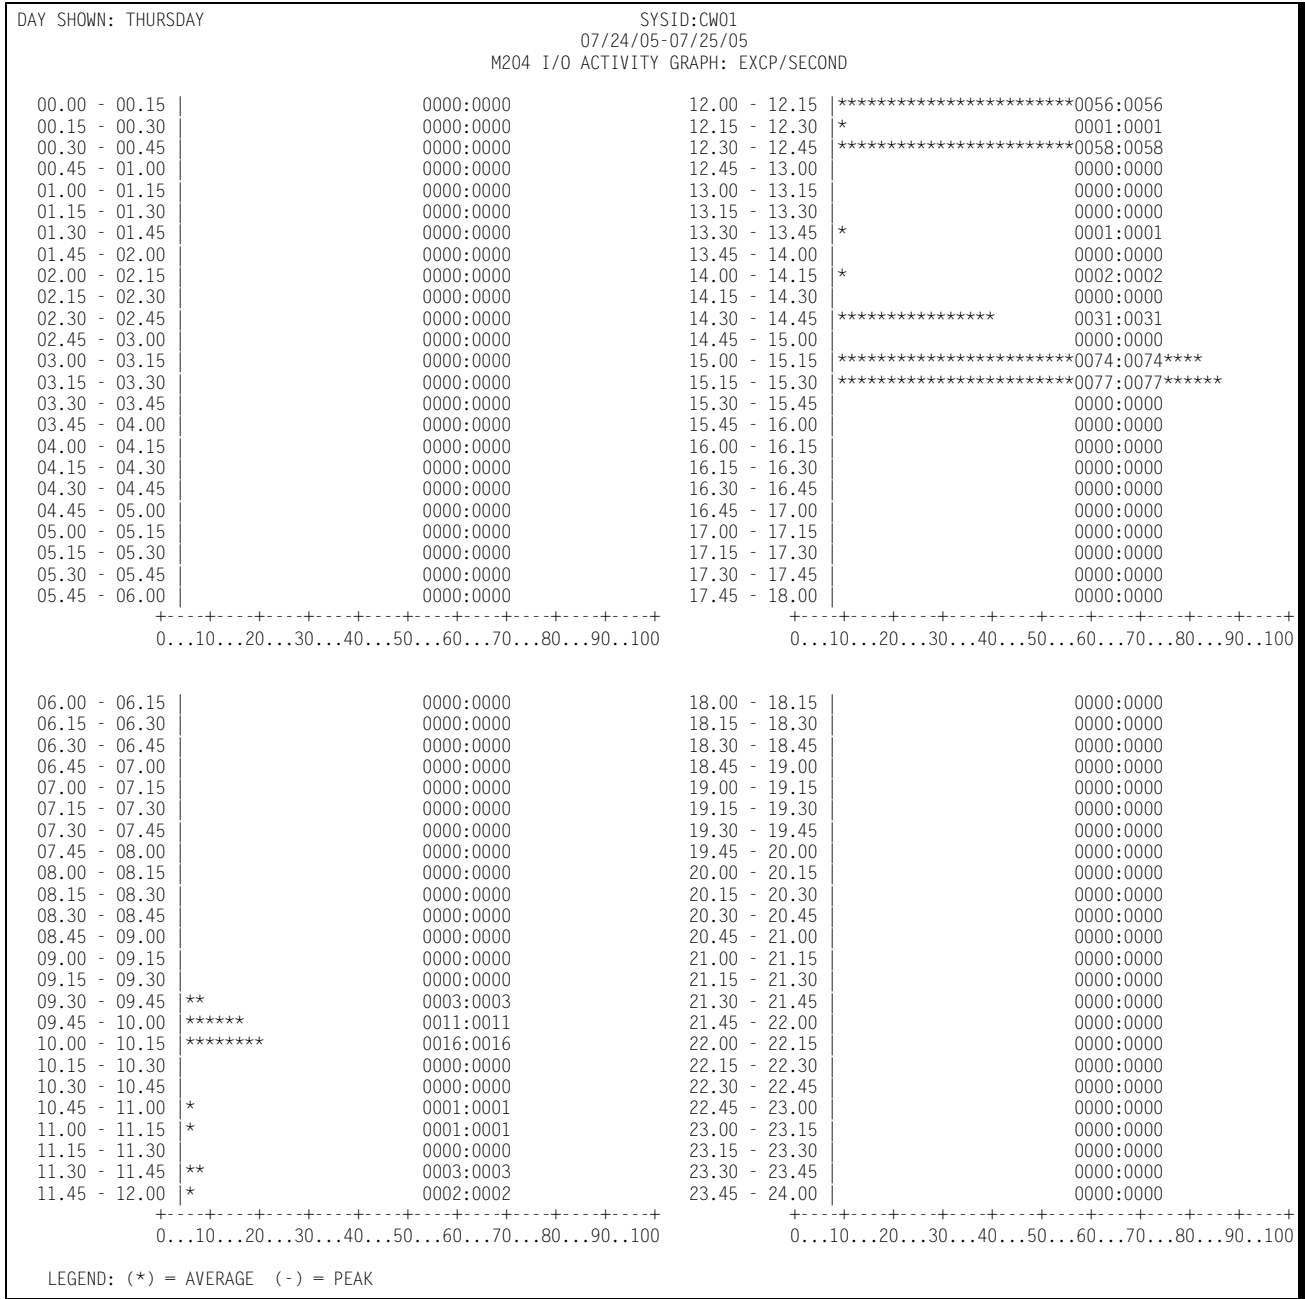 DAY SHOWN: THURSDAY SYSID:CW01
07/24/05-07/25/05
M204 I/O ACTIVITY GRAPH: EXCP/SECOND
00.00 - 00.15 | 0000:0000 12.00 - 12.15 |************************0056:0056
00.15 - 00.30 | 0000:0000 12.15 - 12.30 |* 0001:0001
00.30 - 00.45 | 0000:0000 12.30 - 12.45 |************************0058:0058
00.45 - 01.00 | 0000:0000 12.45 - 13.00 | 0000:0000
01.00 - 01.15 | 0000:0000 13.00 - 13.15 | 0000:0000
01.15 - 01.30 | 0000:0000 13.15 - 13.30 | 0000:0000
01.30 - 01.45 | 0000:0000 13.30 - 13.45 |* 0001:0001
01.45 - 02.00 | 0000:0000 13.45 - 14.00 | 0000:0000
02.00 - 02.15 | 0000:0000 14.00 - 14.15 |* 0002:0002
02.15 - 02.30 | 0000:0000 14.15 - 14.30 | 0000:0000
02.30 - 02.45 | 0000:0000 14.30 - 14.45 |**************** 0031:0031
02.45 - 03.00 | 0000:0000 14.45 - 15.00 | 0000:0000
03.00 - 03.15 | 0000:0000 15.00 - 15.15 |************************0074:0074****
03.15 - 03.30 | 0000:0000 15.15 - 15.30 |************************0077:0077******
03.30 - 03.45 | 0000:0000 15.30 - 15.45 | 0000:0000
03.45 - 04.00 | 0000:0000 15.45 - 16.00 | 0000:0000
04.00 - 04.15 | 0000:0000 16.00 - 16.15 | 0000:0000
04.15 - 04.30 | 0000:0000 16.15 - 16.30 | 0000:0000
04.30 - 04.45 | 0000:0000 16.30 - 16.45 | 0000:0000
04.45 - 05.00 | 0000:0000 16.45 - 17.00 | 0000:0000
05.00 - 05.15 | 0000:0000 17.00 - 17.15 | 0000:0000
05.15 - 05.30 | 0000:0000 17.15 - 17.30 | 0000:0000
05.30 - 05.45 | 0000:0000 17.30 - 17.45 | 0000:0000
05.45 - 06.00 | 0000:0000 17.45 - 18.00 | 0000:0000
+----+----+----+----+----+----+----+----+----+----+ +----+----+----+----+----+----+----+----+----+----+
0...10...20...30...40...50...60...70...80...90..100 0...10...20...30...40...50...60...70...80...90..100
06.00 - 06.15 | 0000:0000 18.00 - 18.15 | 0000:0000
06.15 - 06.30 | 0000:0000 18.15 - 18.30 | 0000:0000
06.30 - 06.45 | 0000:0000 18.30 - 18.45 | 0000:0000
06.45 - 07.00 | 0000:0000 18.45 - 19.00 | 0000:0000
07.00 - 07.15 | 0000:0000 19.00 - 19.15 | 0000:0000
07.15 - 07.30 | 0000:0000 19.15 - 19.30 | 0000:0000
07.30 - 07.45 | 0000:0000 19.30 - 19.45 | 0000:0000
07.45 - 08.00 | 0000:0000 19.45 - 20.00 | 0000:0000
08.00 - 08.15 | 0000:0000 20.00 - 20.15 | 0000:0000
08.15 - 08.30 | 0000:0000 20.15 - 20.30 | 0000:0000
08.30 - 08.45 | 0000:0000 20.30 - 20.45 | 0000:0000
08.45 - 09.00 | 0000:0000 20.45 - 21.00 | 0000:0000
09.00 - 09.15 | 0000:0000 21.00 - 21.15 | 0000:0000
09.15 - 09.30 | 0000:0000 21.15 - 21.30 | 0000:0000
09.30 - 09.45 |** 0003:0003 21.30 - 21.45 | 0000:0000
09.45 - 10.00 |****** 0011:0011 21.45 - 22.00 | 0000:0000
10.00 - 10.15 |******** 0016:0016 22.00 - 22.15 | 0000:0000
10.15 - 10.30 | 0000:0000 22.15 - 22.30 | 0000:0000
10.30 - 10.45 | 0000:0000 22.30 - 22.45 | 0000:0000
10.45 - 11.00 |* 0001:0001 22.45 - 23.00 | 0000:0000
11.00 - 11.15 |* 0001:0001 23.00 - 23.15 | 0000:0000
11.15 - 11.30 | 0000:0000 23.15 - 23.30 | 0000:0000
11.30 - 11.45 |** 0003:0003 23.30 - 23.45 | 0000:0000
11.45 - 12.00 |* 0002:0002 23.45 - 24.00 | 0000:0000
+----+----+----+----+----+----+----+----+----+----+ +----+----+----+----+----+----+----+----+----+----+
0...10...20...30...40...50...60...70...80...90..100 0...10...20...30...40...50...60...70...80...90..100
LEGEND: (*) = AVERAGE (-) = PEAK